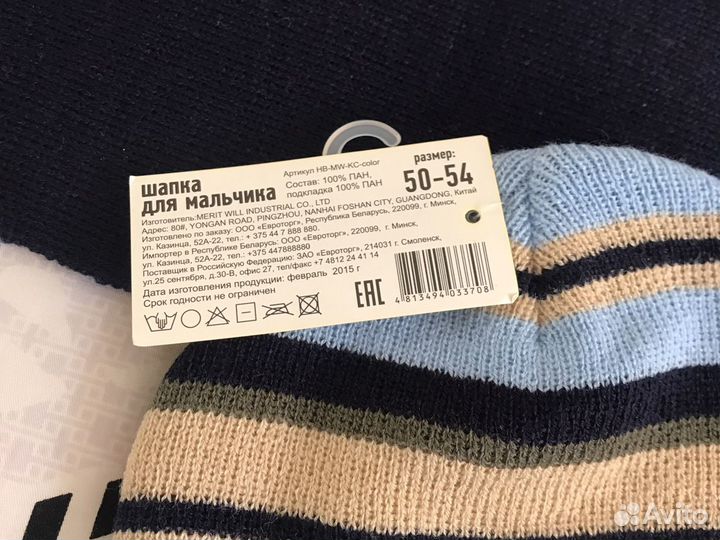 Артикул HB-MW-KC-color
шапка
для мальчика
Состав: 100% ПАН,
подкладка 100% ПАН
размер:
50-54
Изготовитель:MERIT WILL INDUSTRIAL CO., LTD
Адрес: 80#, YONGAN ROAD, PINGZHOU, NANHAI FOSHAN CITY, GUANGDONG, Китай
Изготовлено по заказу: ООО «Евроторг», Республика Беларусь, 220099, г. Минск,
ул. Казинца, 52А-22, тел.: + 375 44 7 888 880.
Импортер в Республике Беларусь: ООО «Евроторг», 220099, г. Минск,
ул. Казинца, 52А-22, тел.: +375 447888880
Поставщик в Российскую Федерацию: ЗАО «Евроторг», 214031 г. Смоленск,
ул.25 сентября, д.30-В, офис 27, тел/факс +7 4812 24 41 14
Дата изготовления продукции: февраль 2015 г
Срок годности не ограничен
EAC
4813494033708
Avito